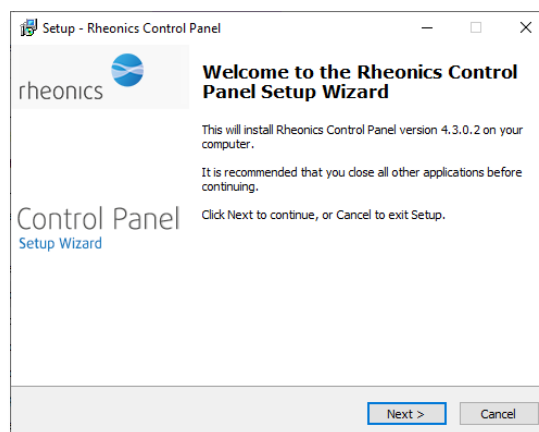 Setup - Rheonics Control Panel
rheonics
Welcome to the Rheonics Control
Panel Setup Wizard
This will install Rheonics Control Panel version 4.3.0.2 on your
computer.
It is recommended that you close all other applications before
continuing.
Click Next to continue, or Cancel to exit Setup.
Control Panel
Setup Wizard
Next >
Cancel